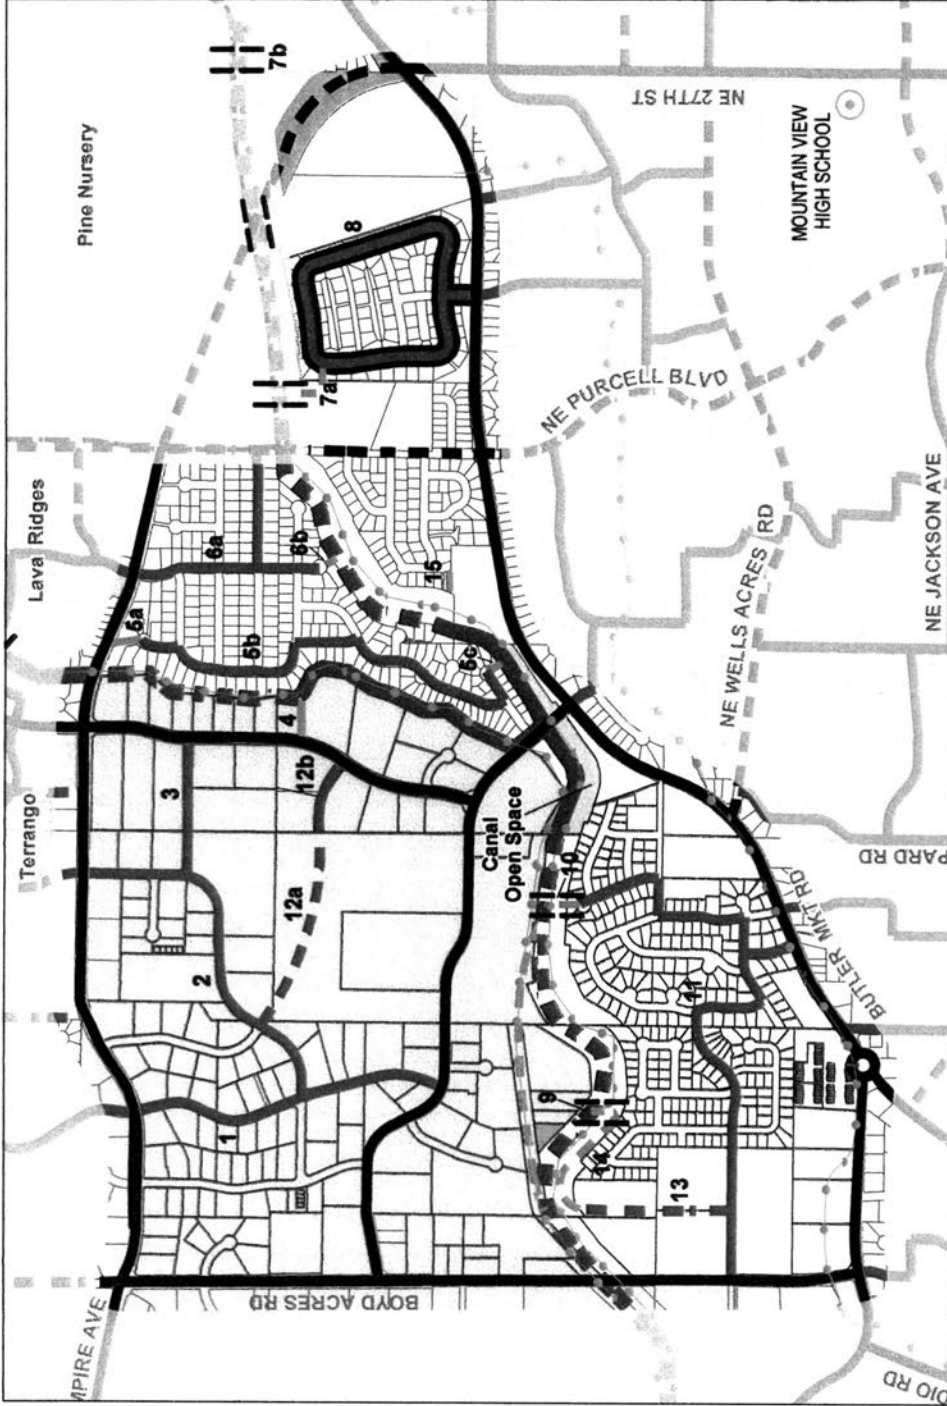 Terrango
Lava Ridges
Pine Nursery
MPIRE AVE
BOYD ACRES RD
1
2
3
4
5a
5b
5c
6a
6b
7a
7b
8
12a
12b
Canal
Open Space
9
10
11
13
14
15
NE PURCELL BLVD
NE 27TH ST
MOUNTAIN VIEW
HIGH SCHOOL
NE WELLS ACRES RD
BUTLER MKT RD
PARD RD
DIO RD
NE JACKSON AVE